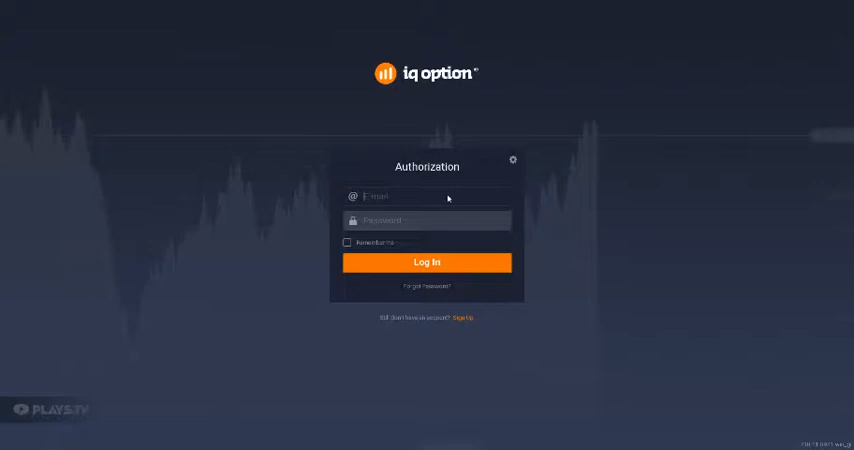 iq option
Authorization
@ E-mail
Password
Remember me
Log In
Forgot Password?
Still don't have an account? Sign Up
PLAYS.TV